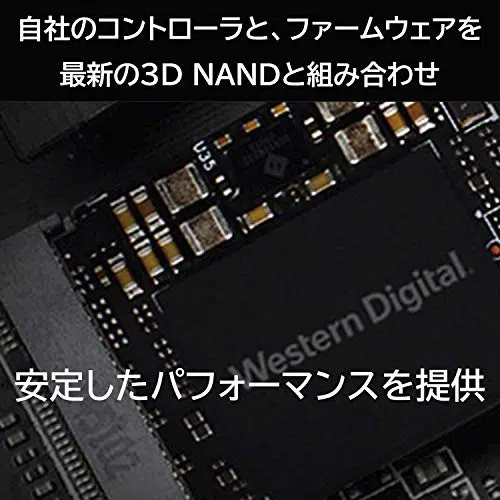 自社のコントローラと、ファームウェアを
最新の3D NANDと組み合わせ
U35
Western Digital.
安定したパフォーマンスを提供